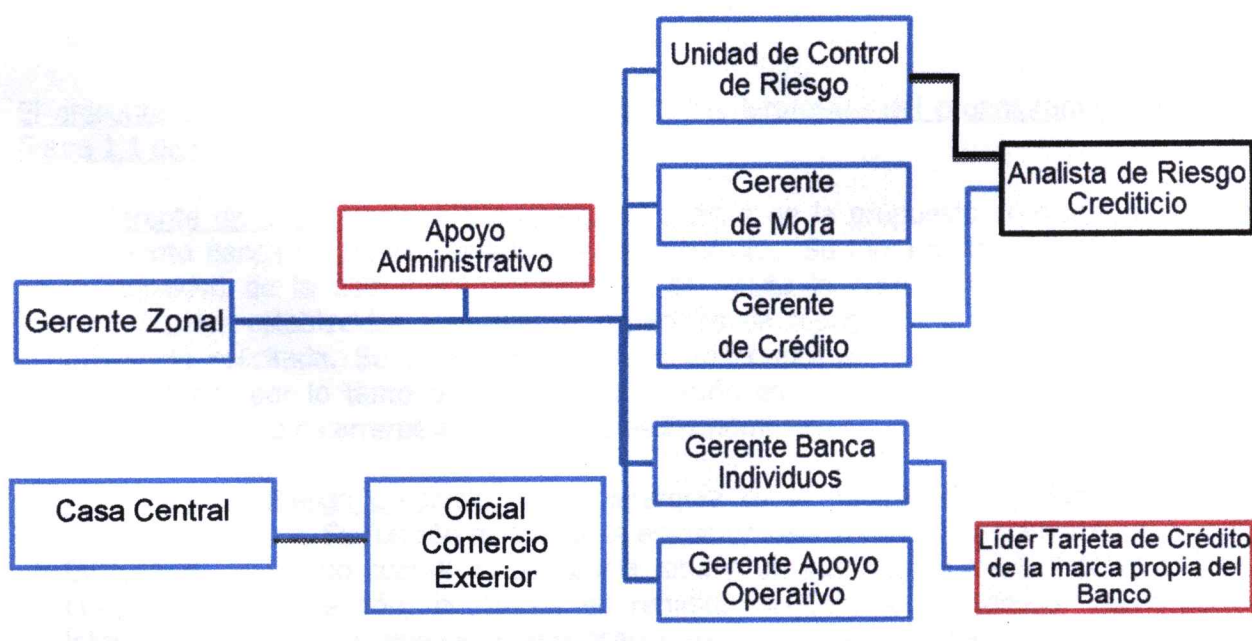 Unidad de Control
de Riesgo
Gerente
de Mora
Analista de Riesgo
Crediticio
Apoyo
Administrativo
Gerente Zonal
Gerente
de Crédito
Gerente Banca
Individuos
Casa Central
Oficial
Comercio
Exterior
Gerente Apoyo
Operativo
Líder Tarjeta de Crédito
de la marca propia del
Banco